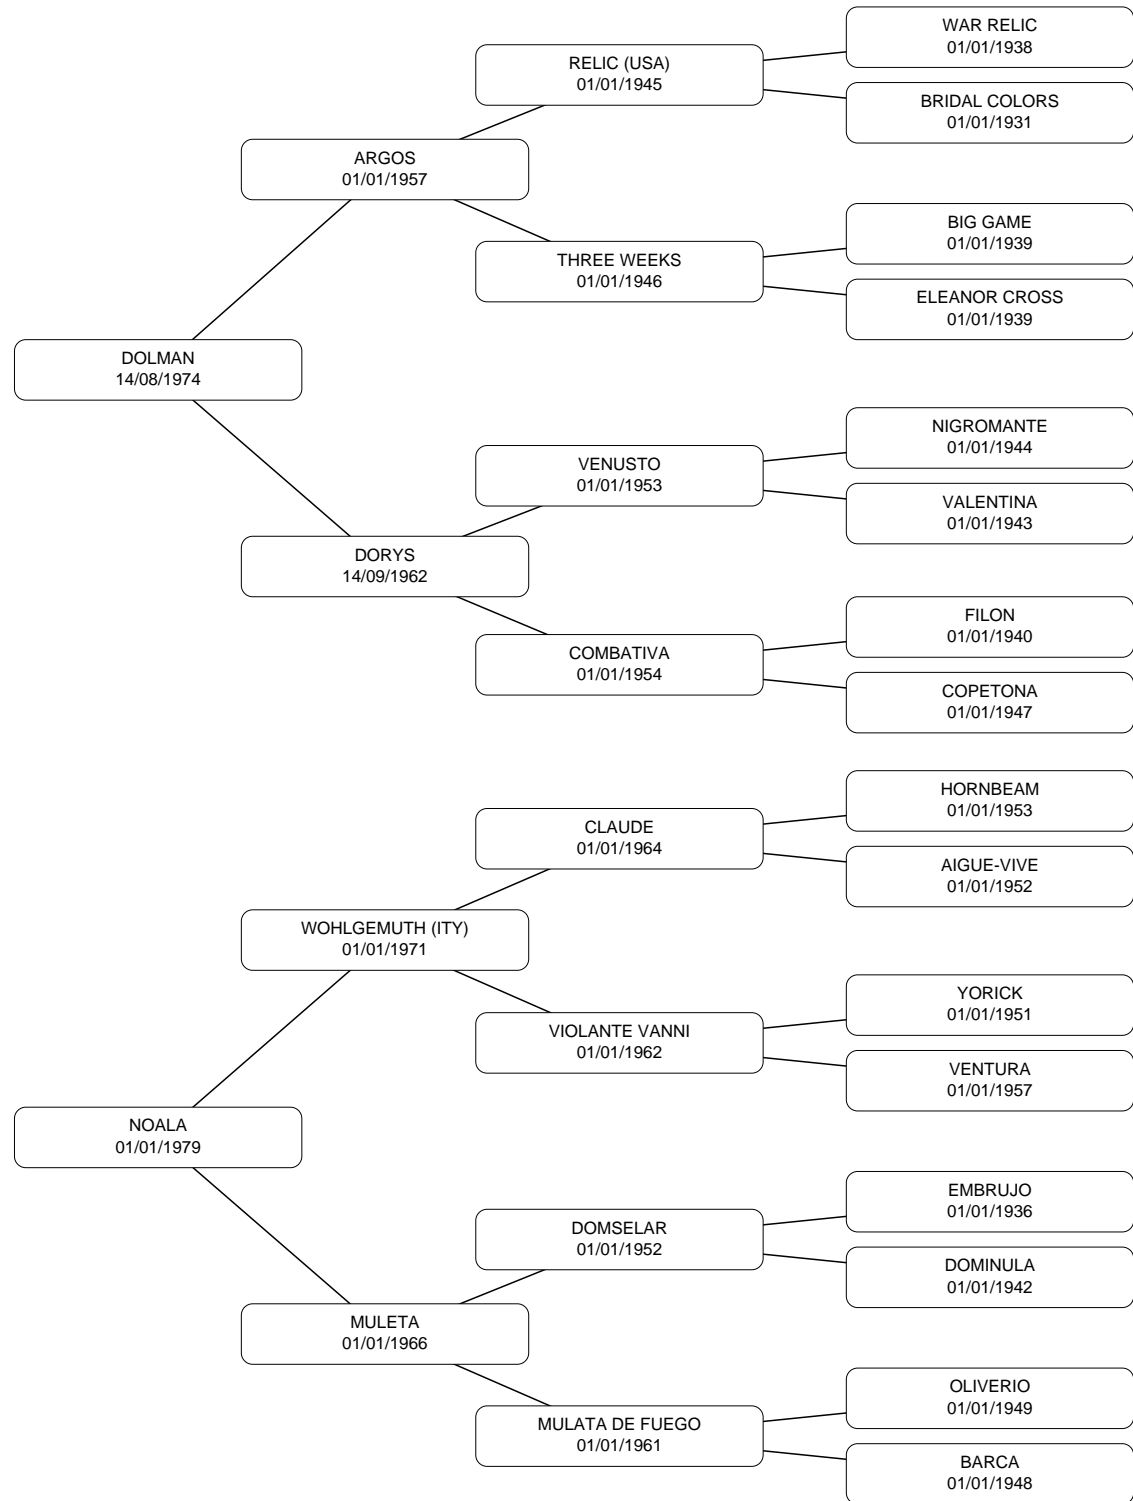 WAR RELIC
01/01/1938
RELIC (USA)
01/01/1945
BRIDAL COLORS
01/01/1931
ARGOS
01/01/1957
BIG GAME
01/01/1939
THREE WEEKS
01/01/1946
ELEANOR CROSS
01/01/1939
DOLMAN
14/08/1974
NIGROMANTE
01/01/1944
VENUSTO
01/01/1953
VALENTINA
01/01/1943
DORYS
14/09/1962
FILON
01/01/1940
COMBATIVA
01/01/1954
COPETONA
01/01/1947
HORNBEAM
01/01/1953
CLAUDE
01/01/1964
AIGUE-VIVE
01/01/1952
WOHLGEMUTH (ITY)
01/01/1971
YORICK
01/01/1951
VIOLANTE VANNI
01/01/1962
VENTURA
01/01/1957
NOALA
01/01/1979
EMBRUJO
01/01/1936
DOMSELAR
01/01/1952
DOMINULA
01/01/1942
MULETA
01/01/1966
OLIVERIO
01/01/1949
MULATA DE FUEGO
01/01/1961
BARCA
01/01/1948